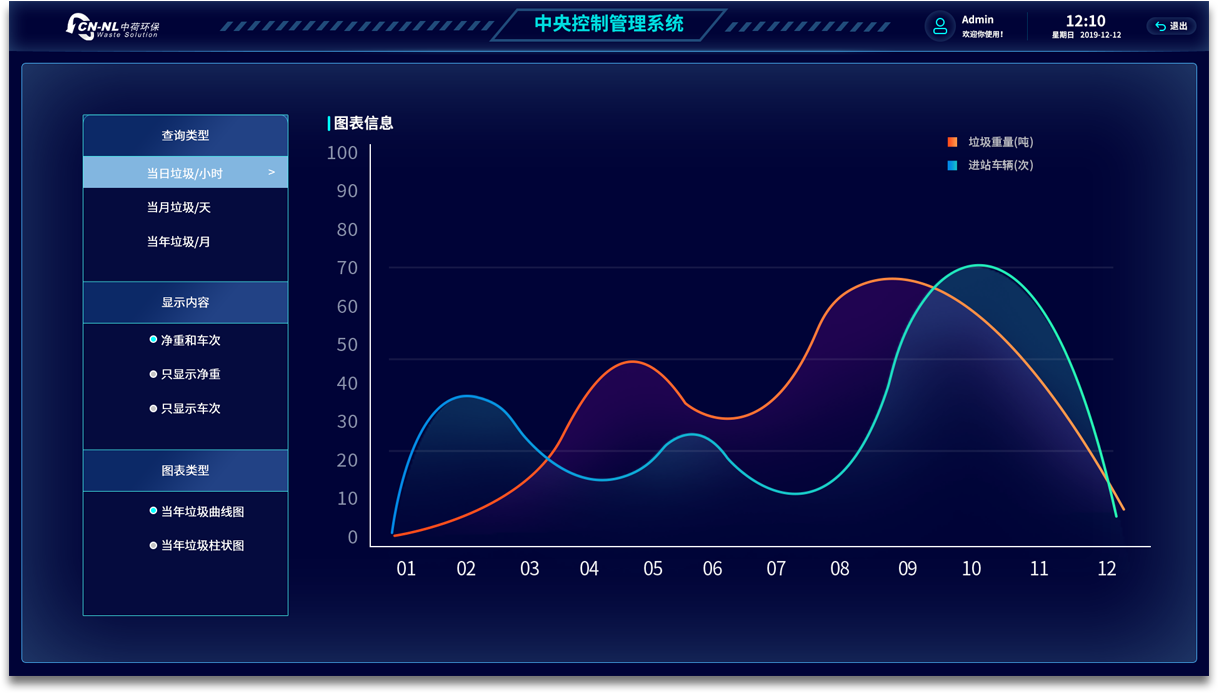 CN-NL 中荷环保
Waste Solution
中央控制管理系统
Admin
欢迎你使用!
12:10
星期日 2019-12-12
退出
查询类型
当日垃圾/小时 >
当月垃圾/天
当年垃圾/月
显示内容
净重和车次
只显示净重
只显示车次
图表类型
当年垃圾曲线图
当年垃圾柱状图
图表信息
垃圾重量(吨)
进站车辆(次)
100
90
80
70
60
50
40
30
20
10
0
01 02 03 04 05 06 07 08 09 10 11 12